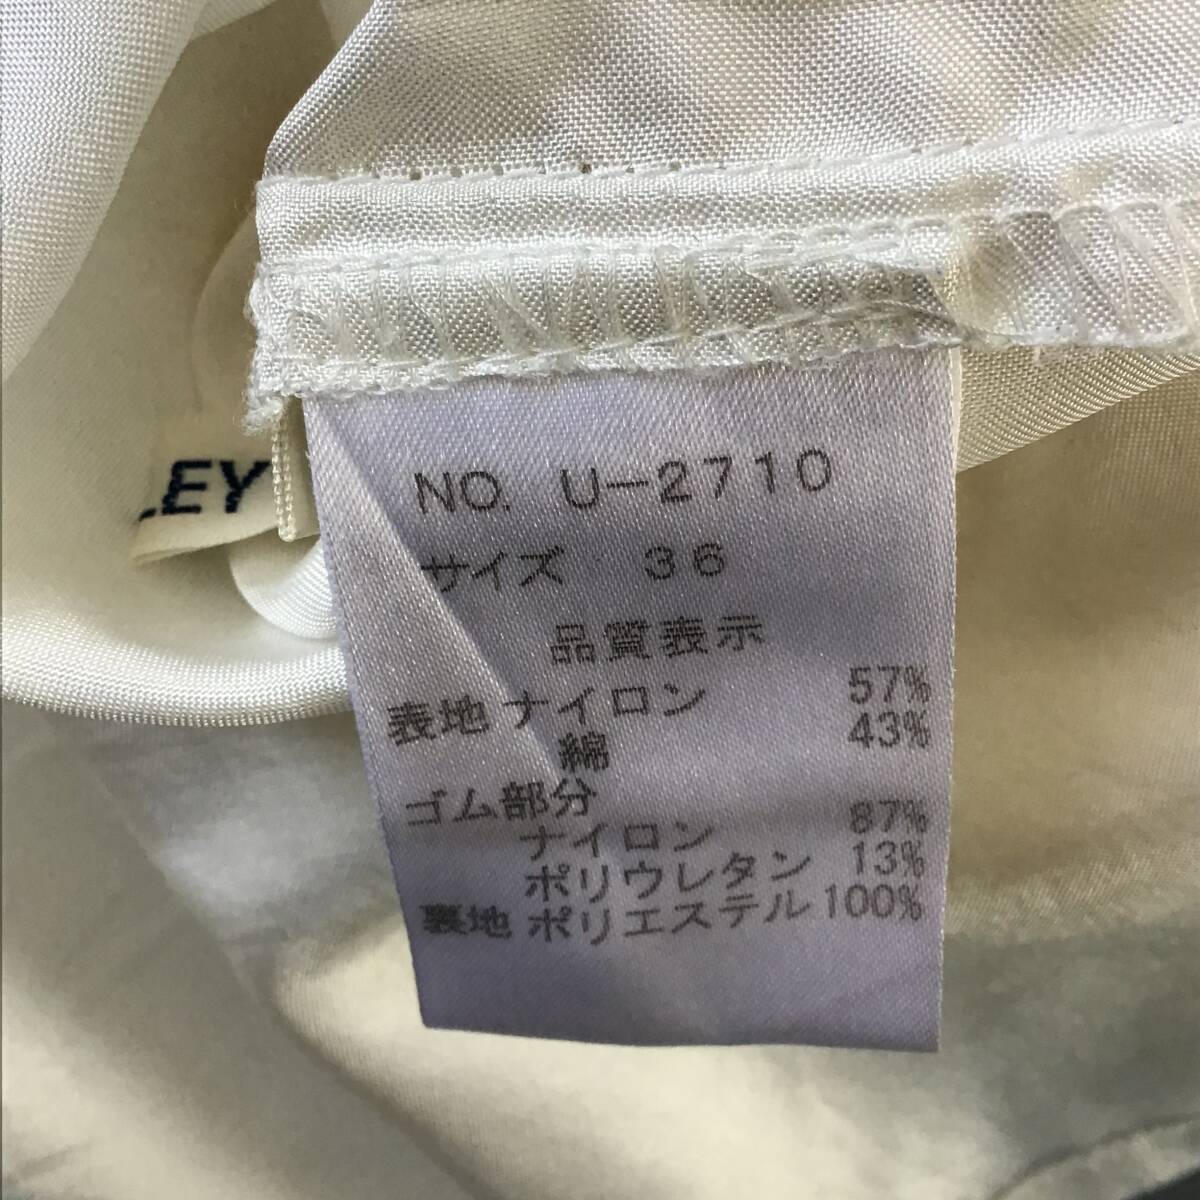 LEY
NO. U-2710
サイズ 36
品質表示
表地 ナイロン 57%
綿 43%
ゴム部分
ナイロン 87%
ポリウレタン 13%
裏地 ポリエステル 100%